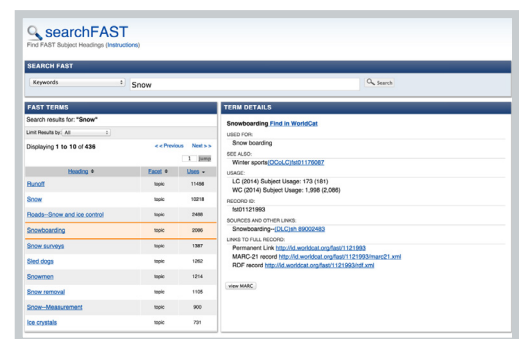 searchFAST
Find FAST Subject Headings (Instructions)
SEARCH FAST
Keywords
Snow
Search
FAST TERMS
Search results for: "Snow"
Limit Results by: All
Displaying 1 to 10 of 436
<< Previous Next >>
1 jump
Heading Facet Uses
Runoff topic 11498
Snow topic 10218
Roads--Snow and ice control topic 2488
Snowboarding topic 2086
Snow surveys topic 1387
Sled dogs topic 1262
Snowmen topic 1214
Snow removal topic 1105
Snow--Measurement topic 900
Ice crystals topic 731
TERM DETAILS
Snowboarding Find in WorldCat
USED FOR:
Snow boarding
SEE ALSO:
Winter sports(OCoLC)fst01176087
USAGE:
LC (2014) Subject Usage: 173 (181)
WC (2014) Subject Usage: 1,998 (2,086)
RECORD ID:
fst01121993
SOURCES AND OTHER LINKS:
Snowboarding--(DLC)sh 89002483
LINKS TO FULL RECORD:
Permanent Link http://id.worldcat.org/fast/1121993
MARC-21 record http://id.worldcat.org/fast/1121993/marc21.xml
RDF record http://id.worldcat.org/fast/1121993/rdf.xml
view MARC